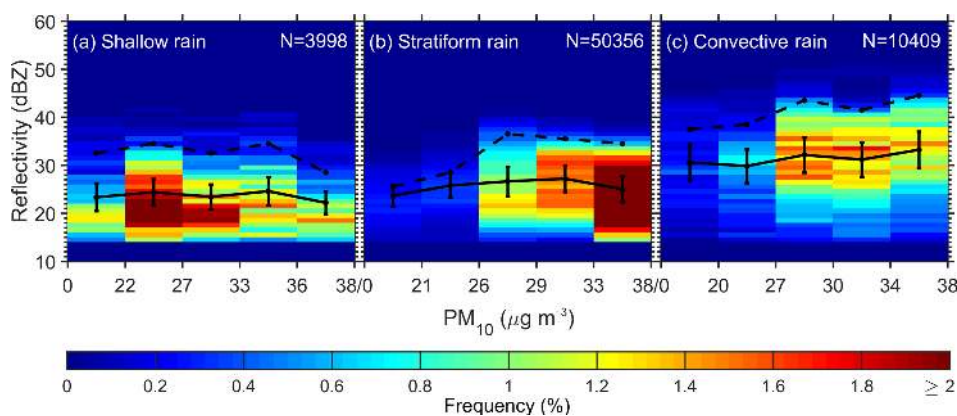 (a) Shallow rain N=3998
(b) Stratiform rain N=50356
(c) Convective rain N=10409
Reflectivity (dBZ)
60
50
40
30
20
10
0 22 27 33 36 38/0 21 26 29 33 38/0 20 27 32 36 38
PM10 (μg m-3)
0 0.2 0.4 0.6 0.8 1 1.2 1.4 1.6 1.8 ≥ 2
Frequency (%)